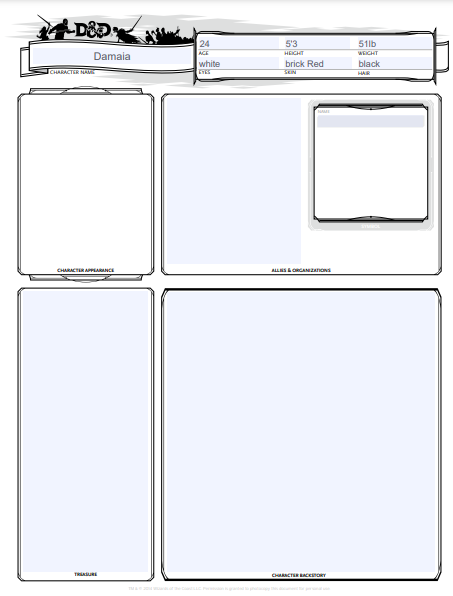 D&D
Damaia
CHARACTER NAME
24 5'3 51lb
AGE HEIGHT WEIGHT
white brick Red black
EYES SKIN HAIR
NAME
SYMBOL
CHARACTER APPEARANCE
ALLIES & ORGANIZATIONS
TREASURE
CHARACTER BACKSTORY